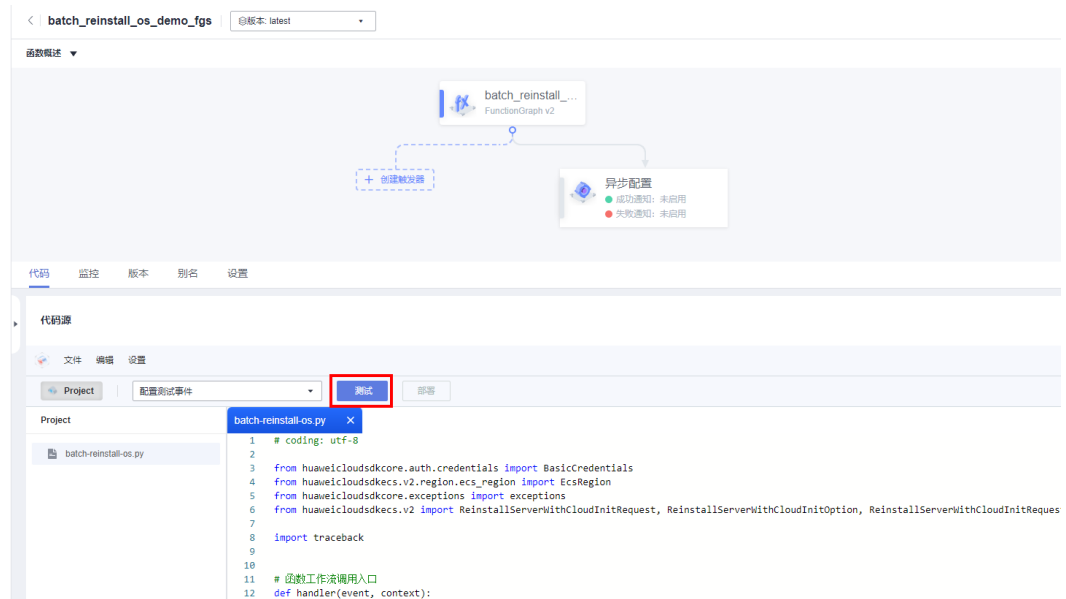 batch_reinstall_os_demo_fgs
版本: latest
函数概述
batch_reinstall_...
FunctionGraph v2
创建触发器
异步配置
成功通知：未启用
失败通知：未启用
代码 监控 版本 别名 设置
代码源
文件 编辑 设置
Project 配置测试事件 测试 部署
Project
batch-reinstall-os.py
batch-reinstall-os.py
1 # coding: utf-8
2
3 from huaweicloudsdkcore.auth.credentials import BasicCredentials
4 from huaweicloudsdkecs.v2.region.ecs_region import EcsRegion
5 from huaweicloudsdkcore.exceptions import exceptions
6 from huaweicloudsdkecs.v2 import ReinstallServerWithCloudInitRequest, ReinstallServerWithCloudInitOption, ReinstallServerWithCloudInitReques
7
8 import traceback
9
10
11 # 函数工作流调用入口
12 def handler(event, context):